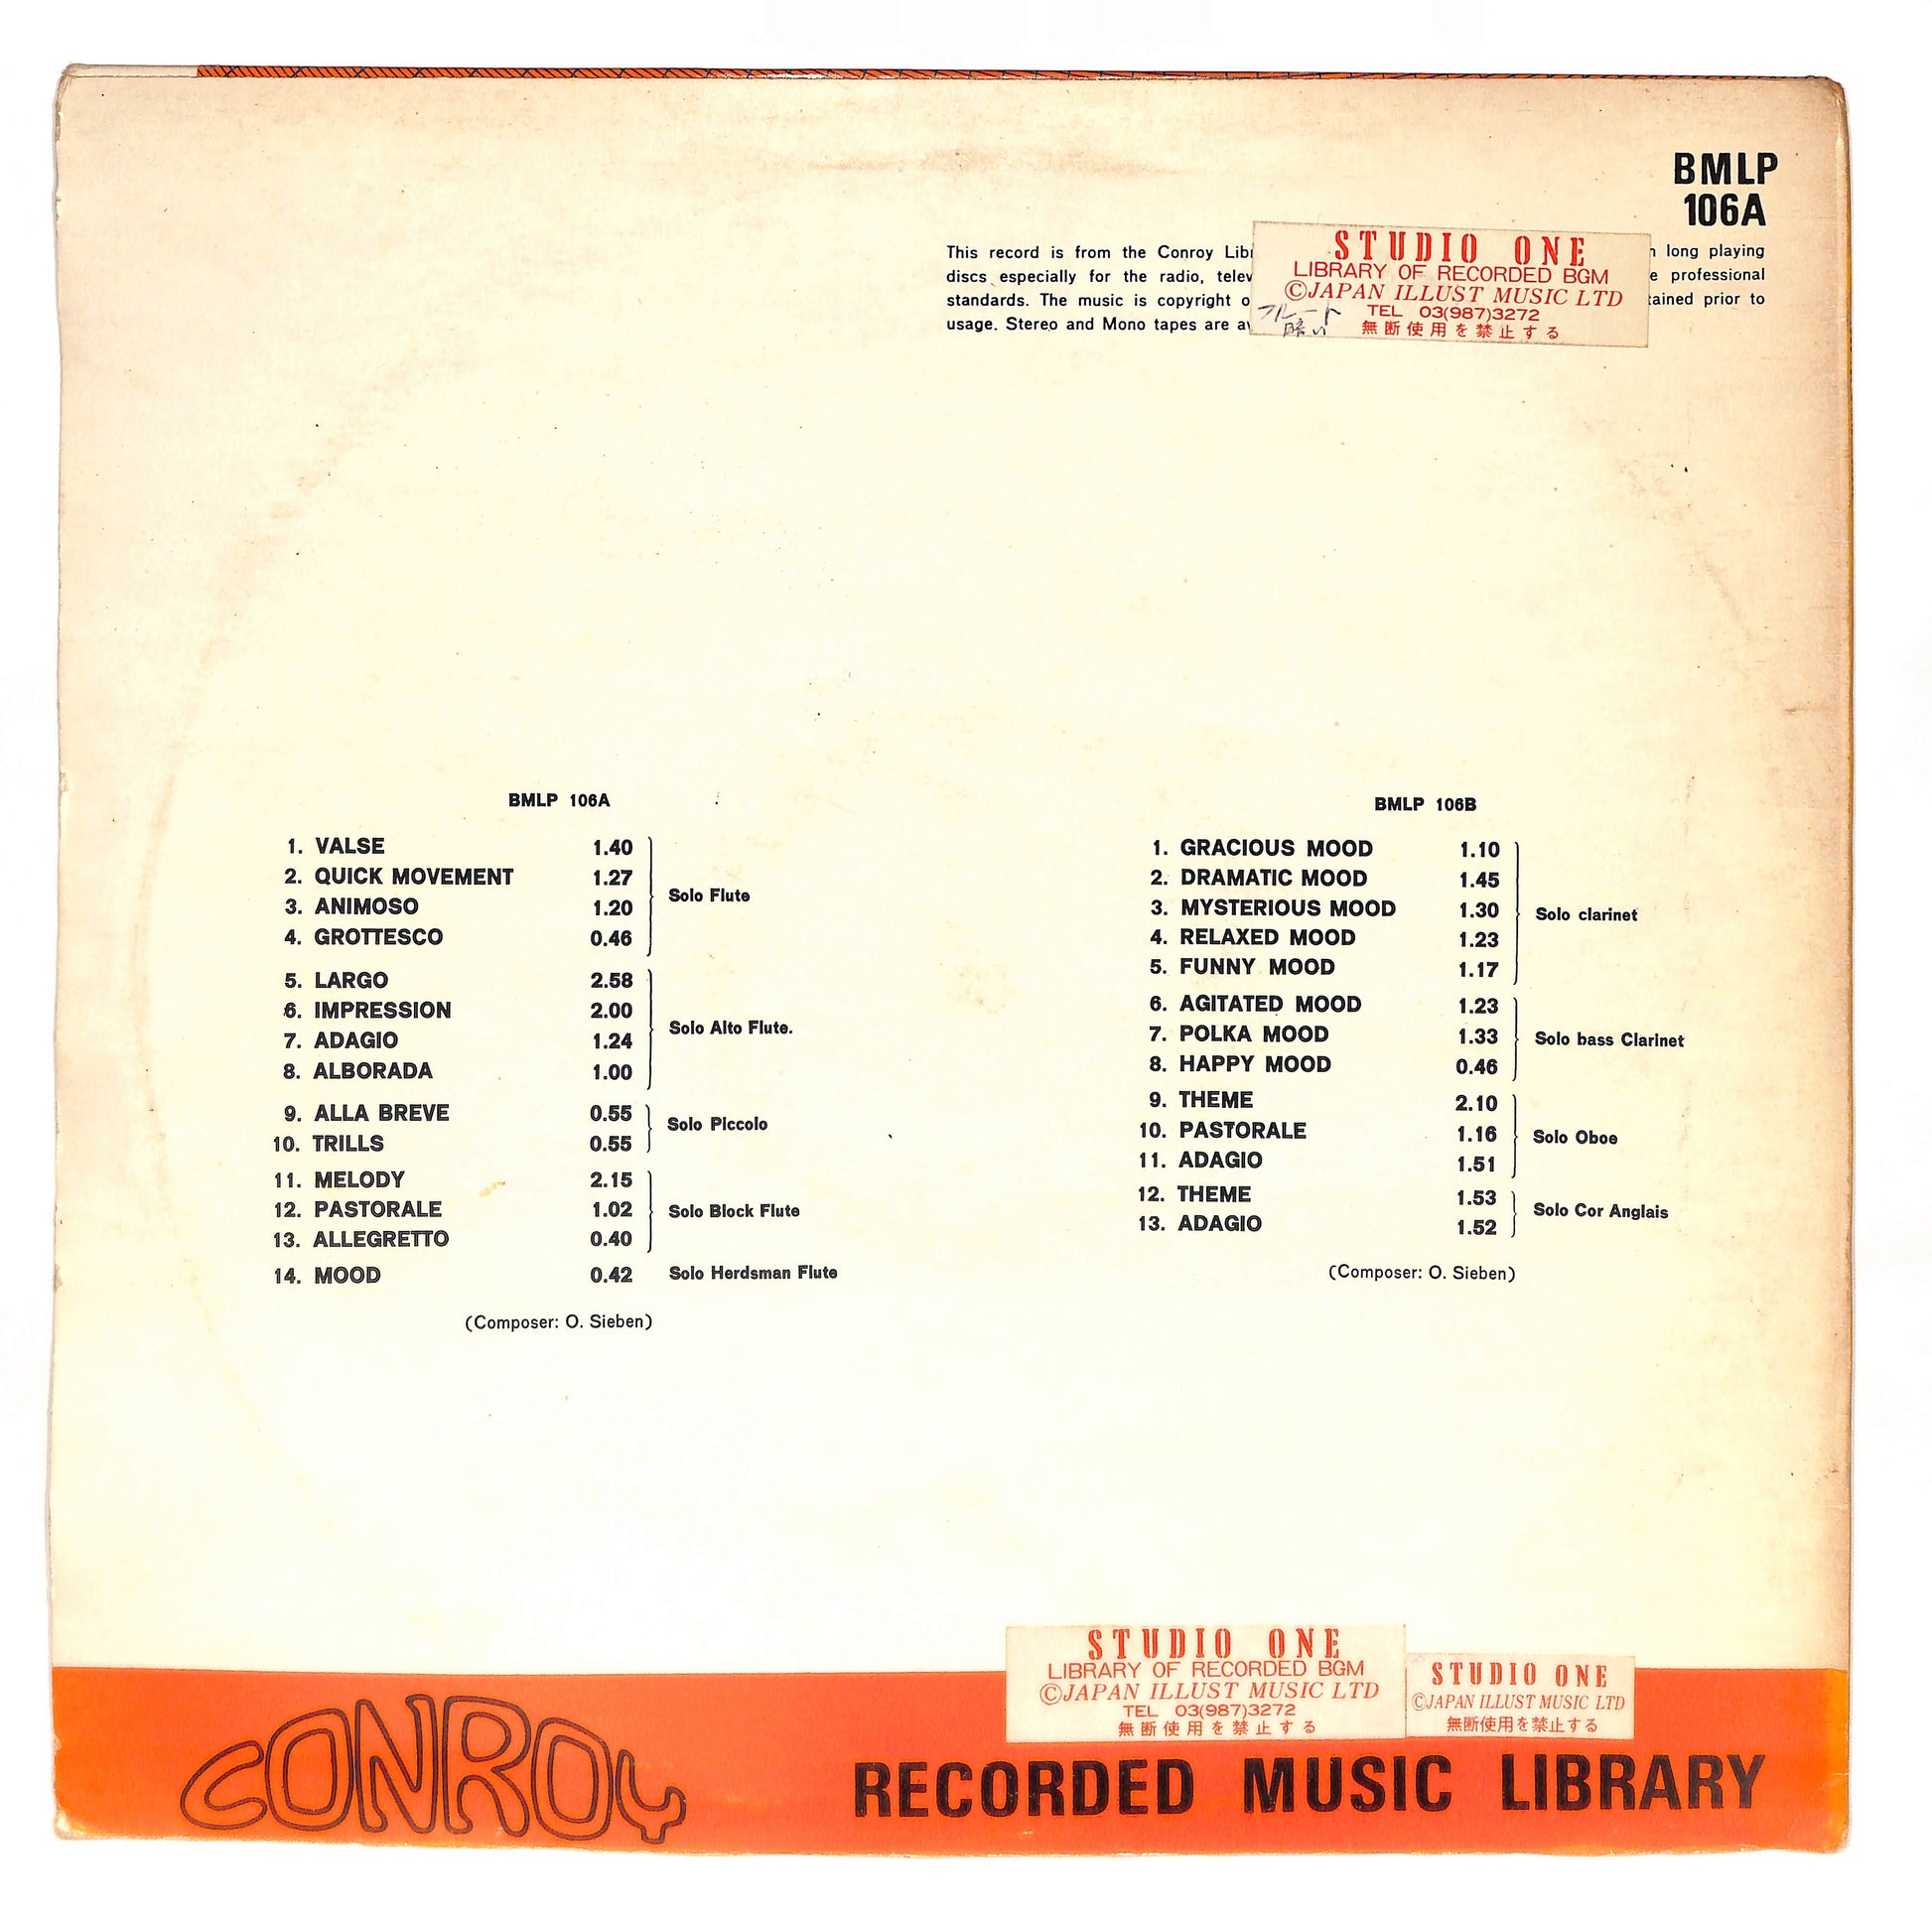 BMLP
106A
This record is from the Conroy Libr
long playing
discs especially for the radio, telev
professional
standards. The music is copyright o
tained prior to
usage. Stereo and Mono tapes are av
STUDIO ONE
LIBRARY OF RECORDED BGM
©JAPAN ILLUST MUSIC LTD
TEL 03(987)3272
無断使用を禁止する
フルート
暗い
BMLP 106A
1. VALSE 1.40
2. QUICK MOVEMENT 1.27
3. ANIMOSO 1.20
4. GROTTESCO 0.46
Solo Flute
5. LARGO 2.58
6. IMPRESSION 2.00
7. ADAGIO 1.24
8. ALBORADA 1.00
Solo Alto Flute.
9. ALLA BREVE 0.55
10. TRILLS 0.55
Solo Piccolo
11. MELODY 2.15
12. PASTORALE 1.02
13. ALLEGRETTO 0.40
Solo Block Flute
14. MOOD 0.42 Solo Herdsman Flute
(Composer: O. Sieben)
BMLP 106B
1. GRACIOUS MOOD 1.10
2. DRAMATIC MOOD 1.45
3. MYSTERIOUS MOOD 1.30
4. RELAXED MOOD 1.23
5. FUNNY MOOD 1.17
Solo clarinet
6. AGITATED MOOD 1.23
7. POLKA MOOD 1.33
8. HAPPY MOOD 0.46
Solo bass Clarinet
9. THEME 2.10
10. PASTORALE 1.16
11. ADAGIO 1.51
Solo Oboe
12. THEME 1.53
13. ADAGIO 1.52
Solo Cor Anglais
(Composer: O. Sieben)
STUDIO ONE
LIBRARY OF RECORDED BGM
©JAPAN ILLUST MUSIC LTD
TEL 03(987)3272
無断使用を禁止する
STUDIO ONE
©JAPAN ILLUST MUSIC LTD
無断使用を禁止する
CONROY
RECORDED MUSIC LIBRARY